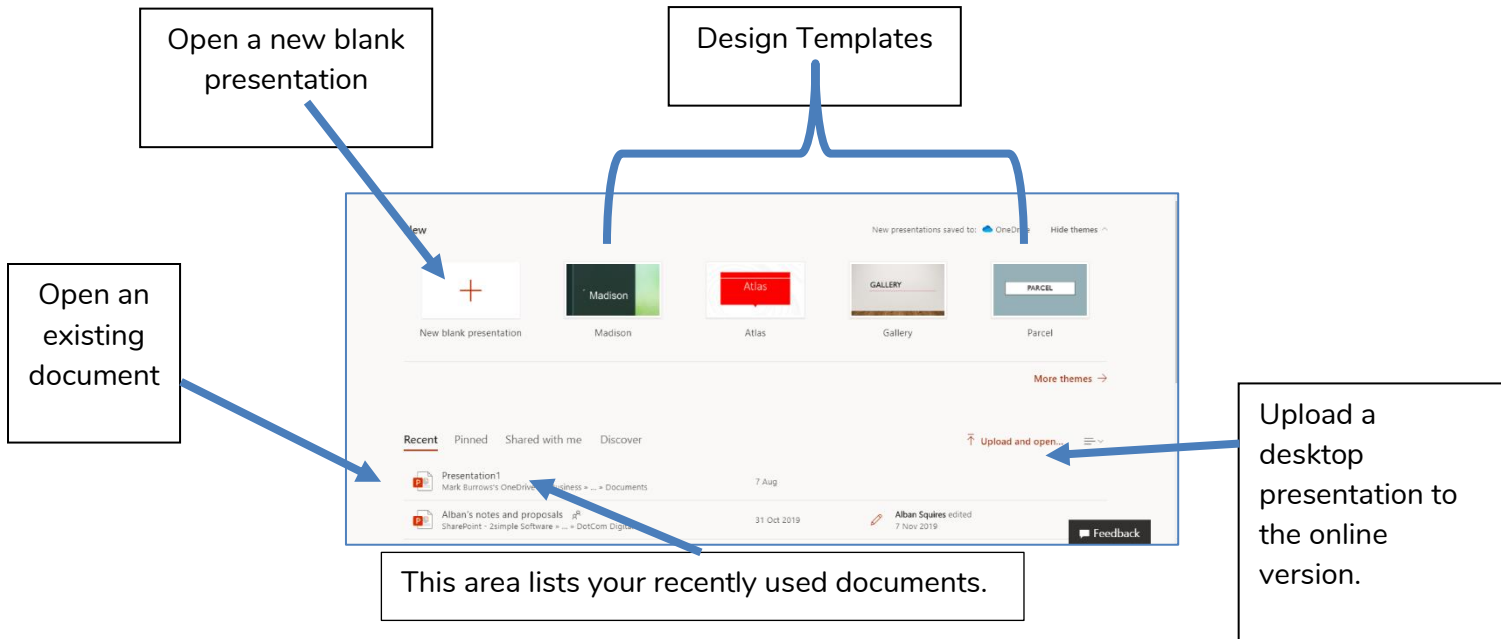 Open a new blank
presentation
Design Templates
New presentations saved to: OneDrive Hide themes
Madison
Atlas
GALLERY
PARCEL
New blank presentation Madison Atlas Gallery Parcel
More themes
Open an
existing
document
Recent Pinned Shared with me Discover
Upload and open...
Presentation1
Mark Burrows's OneDrive » ... » Documents
7 Aug
Alban's notes and proposals
SharePoint - 2simple Software » ... » DotCom
31 Oct 2019
Alban Squires edited
7 Nov 2019
Feedback
Upload a
desktop
presentation to
the online
version.
This area lists your recently used documents.